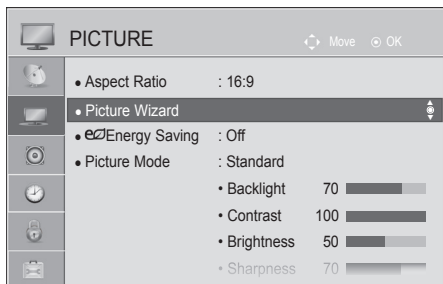 PICTURE Move OK
• Aspect Ratio : 16:9
• Picture Wizard
• Energy Saving : Off
• Picture Mode : Standard
• Backlight 70
• Contrast 100
• Brightness 50
• Sharpness 70